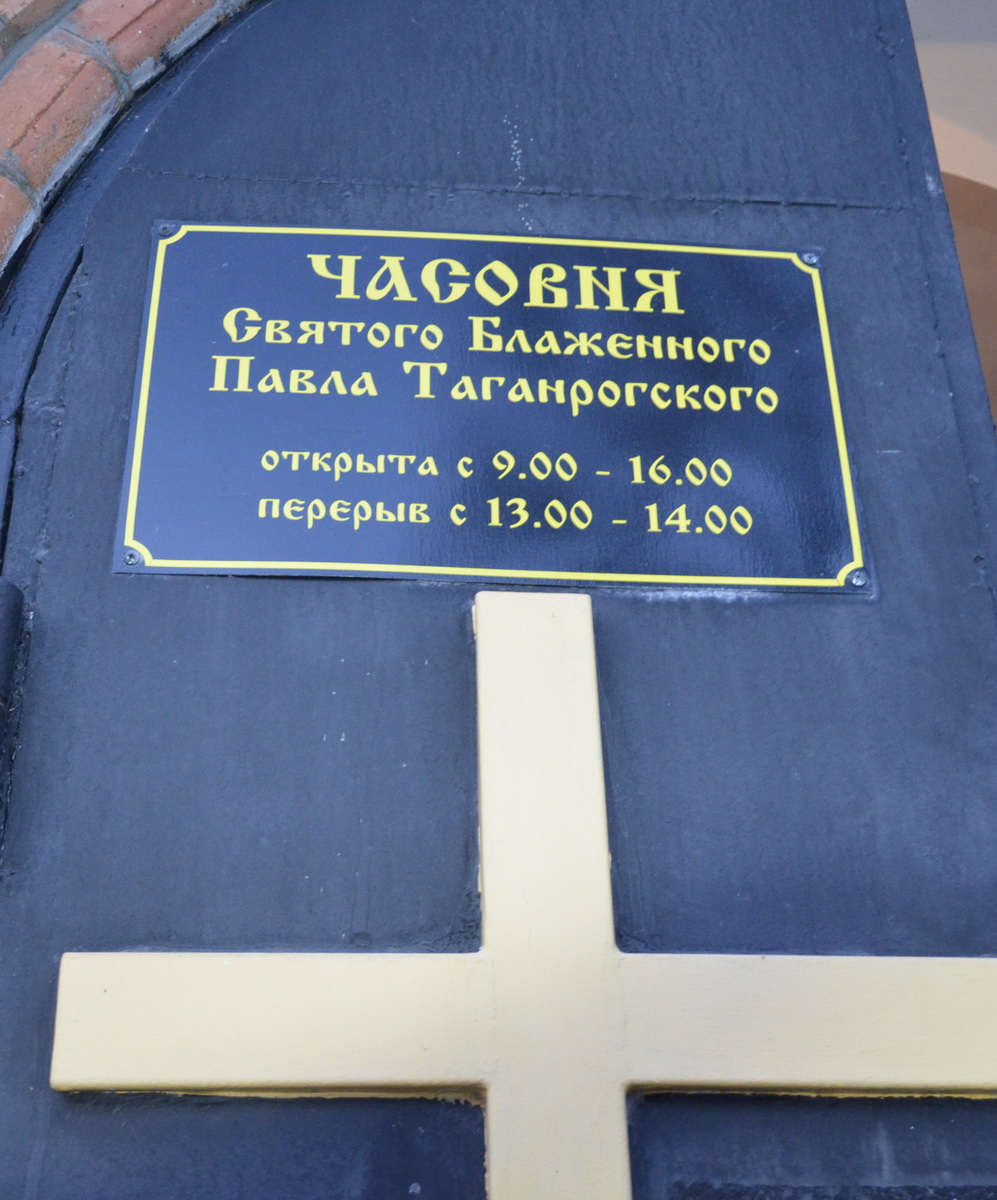 ЧАСОВНЯ
Святого Блаженного
Павла Таганрогского
открыта с 9.00 - 16.00
перерыв с 13.00 - 14.00